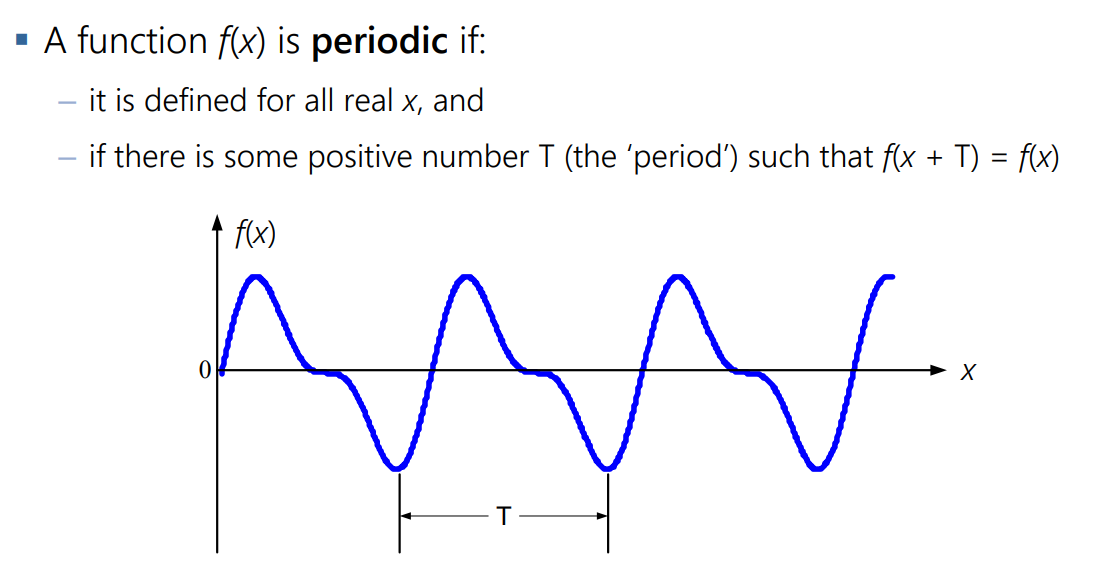 ▪ A function f(x) is periodic if:
– it is defined for all real x, and
– if there is some positive number T (the ‘period’) such that f(x + T) = f(x)
f(x)
0
x
T